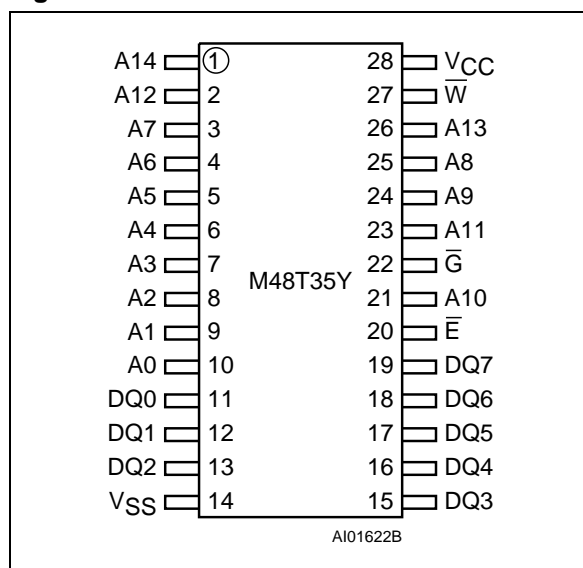 A14 1 28 VCC
A12 2 27 W̅
A7 3 26 A13
A6 4 25 A8
A5 5 24 A9
A4 6 23 A11
A3 7 22 G̅
M48T35Y
A2 8 21 A10
A1 9 20 E̅
A0 10 19 DQ7
DQ0 11 18 DQ6
DQ1 12 17 DQ5
DQ2 13 16 DQ4
VSS 14 15 DQ3
AI01622B